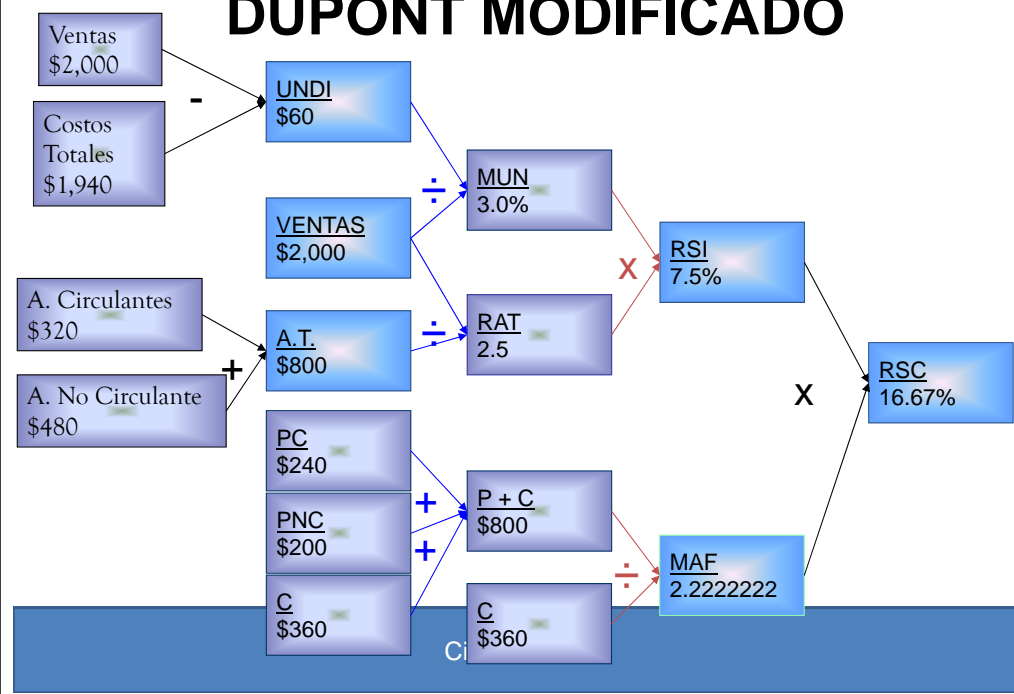 DUPONT MODIFICADO
Ventas
$2,000
-
Costos
Totales
$1,940
UNDI
$60
÷
MUN
3.0%
VENTAS
$2,000
x
RSI
7.5%
A. Circulantes
$320
+
A. No Circulante
$480
A.T.
$800
÷
RAT
2.5
x
RSC
16.67%
PC
$240
+
PNC
$200
+
C
$360
P + C
$800
÷
C
$360
MAF
2.2222222